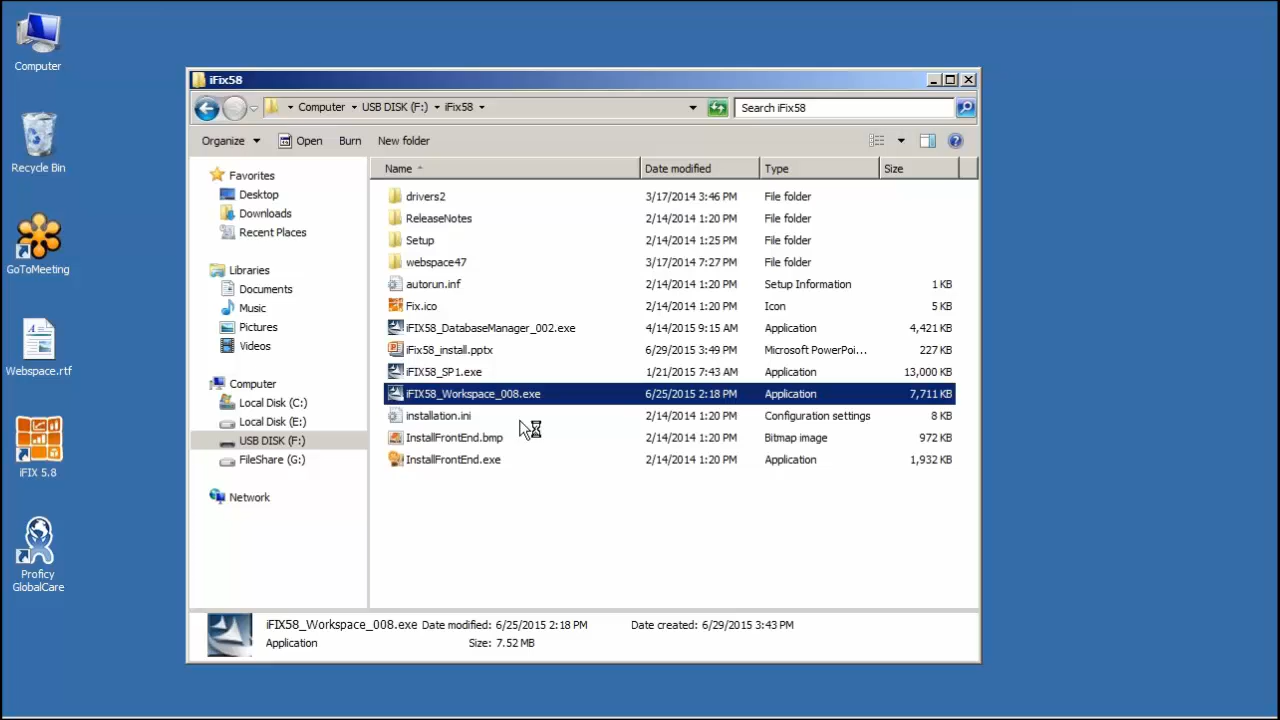 Computer
Recycle Bin
GoToMeeting
Webspace.rtf
iFIX 5.8
Proficy
GlobalCare
iFix58
Computer USB DISK (F:) iFix58
Search iFix58
Organize Open Burn New folder
Favorites
Desktop
Downloads
Recent Places
Libraries
Documents
Music
Pictures
Videos
Computer
Local Disk (C:)
Local Disk (E:)
USB DISK (F:)
FileShare (G:)
Network
Name Date modified Type Size
drivers2 3/17/2014 3:46 PM File folder
ReleaseNotes 2/14/2014 1:20 PM File folder
Setup 2/14/2014 1:25 PM File folder
webspace47 3/17/2014 7:27 PM File folder
autorun.inf 2/14/2014 1:20 PM Setup Information 1 KB
Fix.ico 2/14/2014 1:20 PM Icon 5 KB
iFIX58_DatabaseManager_002.exe 4/14/2015 9:15 AM Application 4,421 KB
iFix58_install.pptx 6/29/2015 3:49 PM Microsoft PowerPoi... 227 KB
iFIX58_SP1.exe 1/21/2015 7:43 AM Application 13,000 KB
iFIX58_Workspace_008.exe 6/25/2015 2:18 PM Application 7,711 KB
installation.ini 2/14/2014 1:20 PM Configuration settings 8 KB
InstallFrontEnd.bmp 2/14/2014 1:20 PM Bitmap image 972 KB
InstallFrontEnd.exe 2/14/2014 1:20 PM Application 1,932 KB
iFIX58_Workspace_008.exe Date modified: 6/25/2015 2:18 PM Date created: 6/29/2015 3:43 PM
Application Size: 7.52 MB